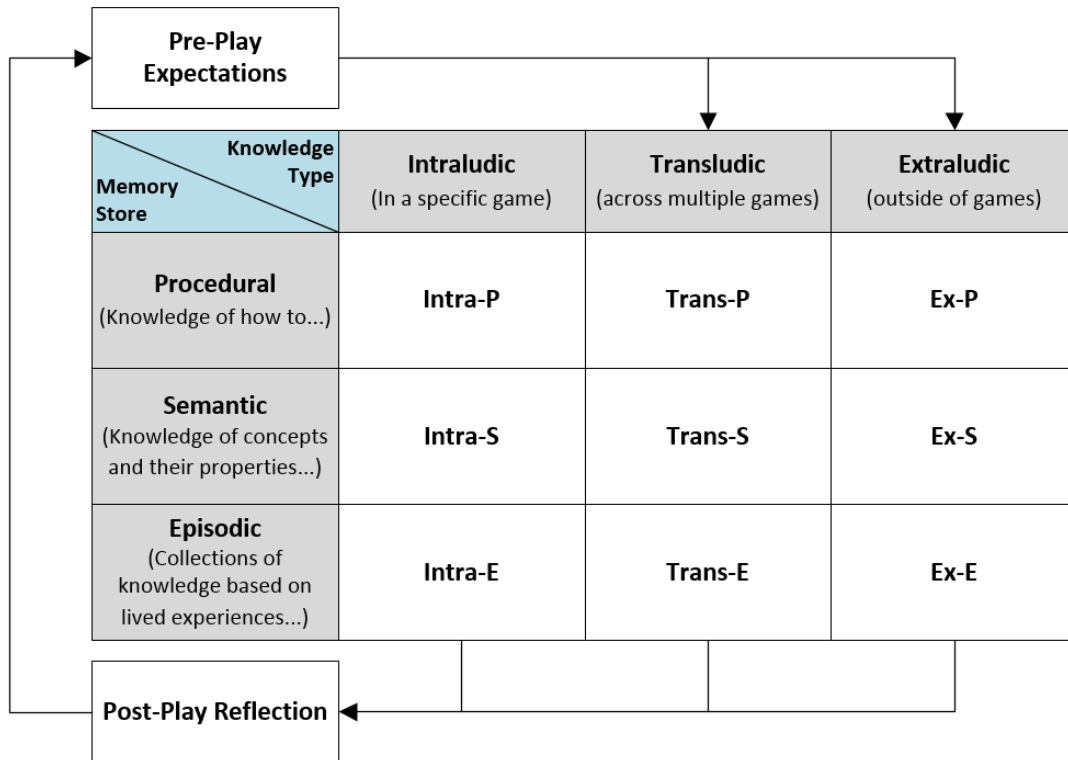 Pre-Play
Expectations
Knowledge
Type
Memory
Store
Intraludic
(In a specific game)
Transludic
(across multiple games)
Extraludic
(outside of games)
Procedural
(Knowledge of how to...)
Intra-P
Trans-P
Ex-P
Semantic
(Knowledge of concepts
and their properties...)
Intra-S
Trans-S
Ex-S
Episodic
(Collections of
knowledge based on
lived experiences...)
Intra-E
Trans-E
Ex-E
Post-Play Reflection